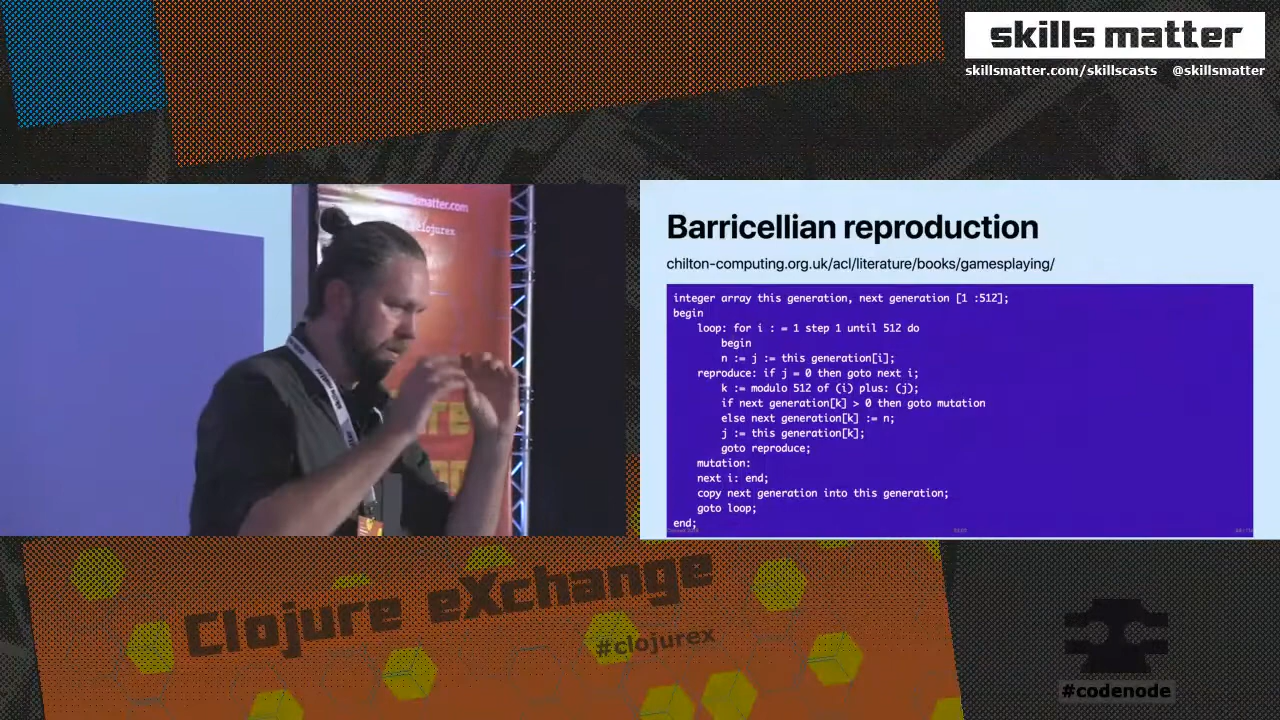 skills matter
skillsmatter.com/skillscasts @skillsmatter
smatter.com
clojurex
Barricellian reproduction
chilton-computing.org.uk/acl/literature/books/gamesplaying/
integer array this generation, next generation [1 :512];
begin
loop: for i : = 1 step 1 until 512 do
begin
n := j := this generation[i];
reproduce: if j = 0 then goto next i;
k := modulo 512 of (i) plus: (j);
if next generation[k] > 0 then goto mutation
else next generation[k] := n;
j := this generation[k];
goto reproduce;
mutation:
next i: end;
copy next generation into this generation;
goto loop;
end;
Clojure eXchange
#clojurex
#codenode